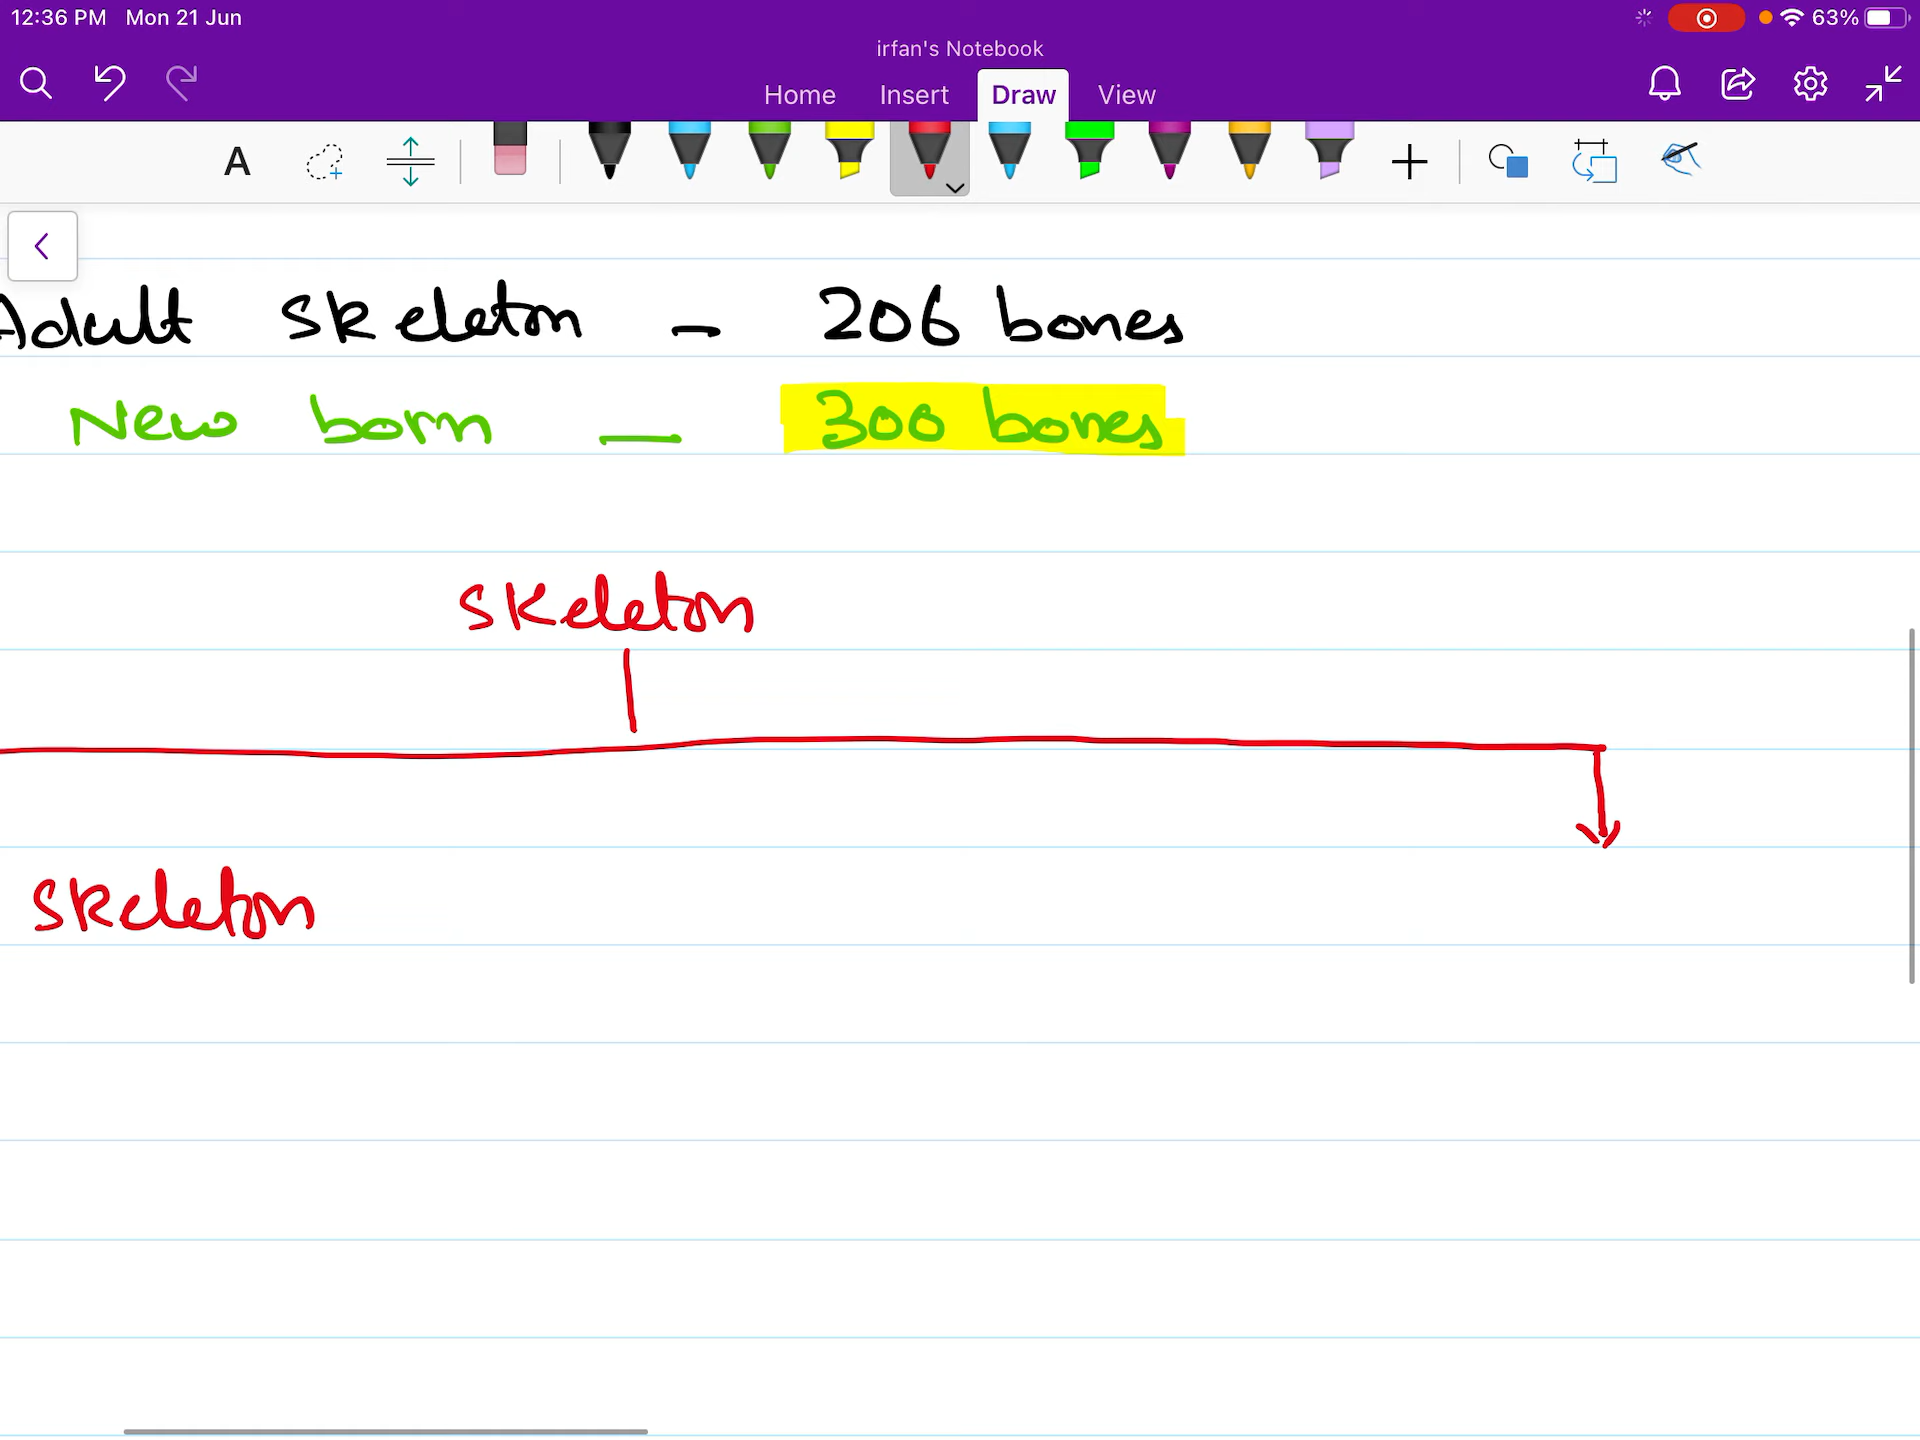 12:36 PM Mon 21 Jun 63%
irfan's Notebook
Home Insert Draw View
A
Adult skeleton - 206 bones
New born - 300 bones
skeleton
skeleton